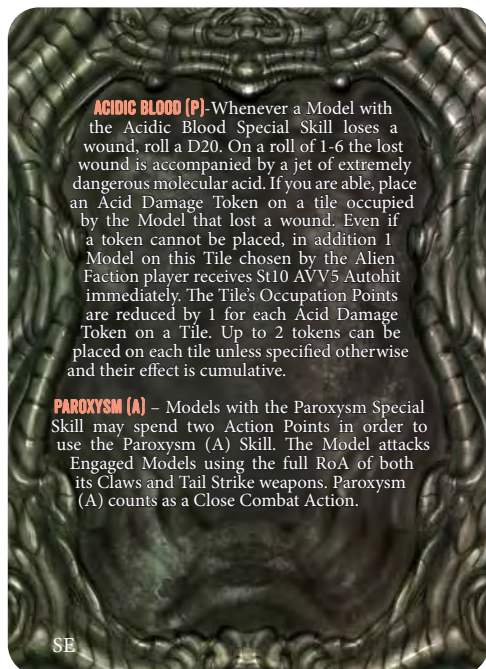 ACIDIC BLOOD (P)-Whenever a Model with
the Acidic Blood Special Skill loses a
wound, roll a D20. On a roll of 1-6 the lost
wound is accompanied by a jet of extremely
dangerous molecular acid. If you are able, place
an Acid Damage Token on a tile occupied
by the Model that lost a wound. Even if
a token cannot be placed, in addition 1
Model on this Tile chosen by the Alien
Faction player receives St10 AVV5 Autohit
immediately. The Tile's Occupation Points
are reduced by 1 for each Acid Damage
Token on a Tile. Up to 2 tokens can be
placed on each tile unless specified otherwise
and their effect is cumulative.
PAROXYSM (A) – Models with the Paroxysm Special
Skill may spend two Action Points in order to
use the Paroxysm (A) Skill. The Model attacks
Engaged Models using the full RoA of both
its Claws and Tail Strike weapons. Paroxysm
(A) counts as a Close Combat Action.
SE